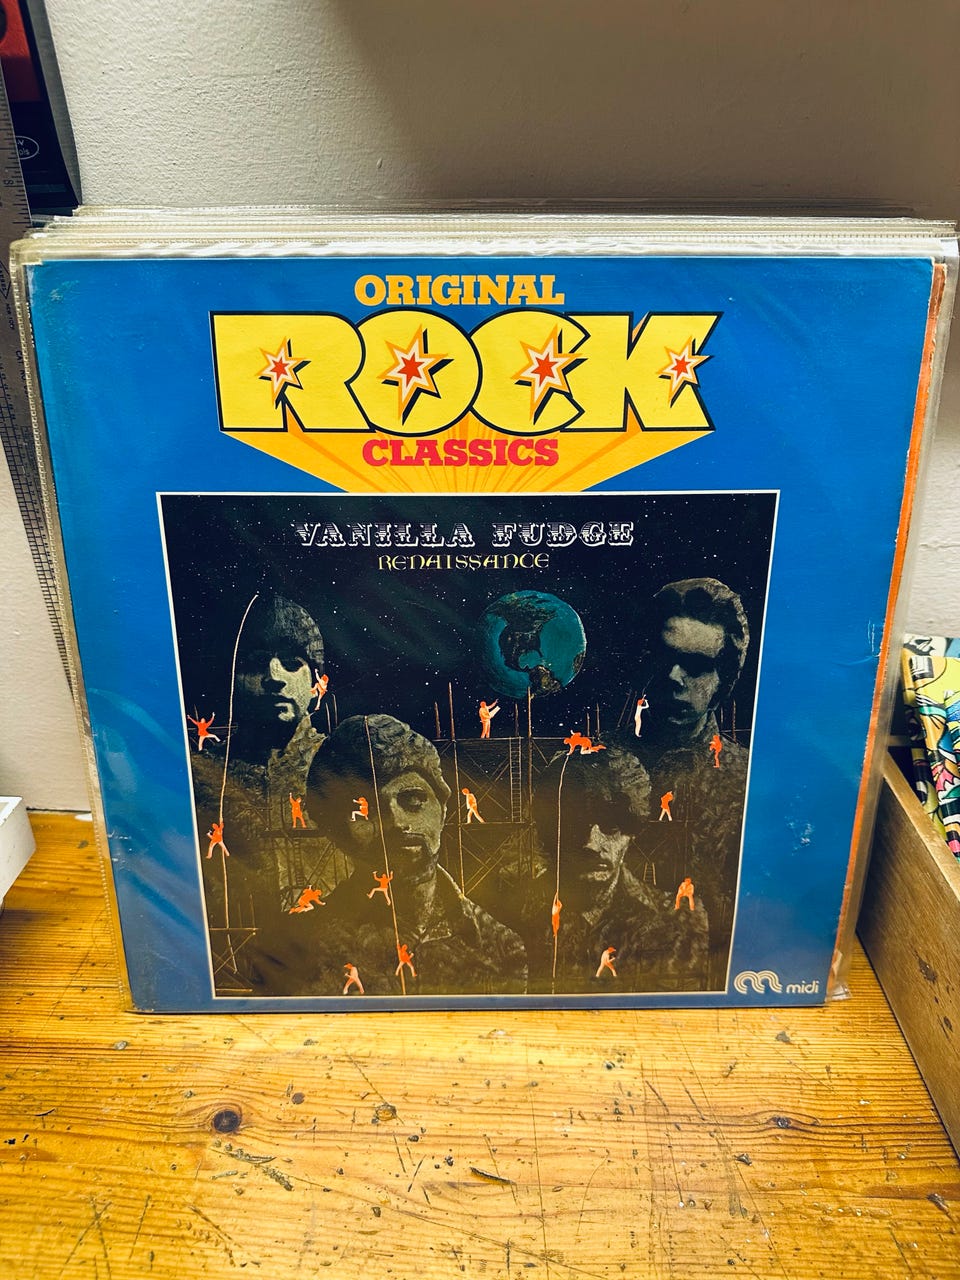 ORIGINAL
ROCK
CLASSICS
VANILLA FUDGE
RENAISSANCE
midi